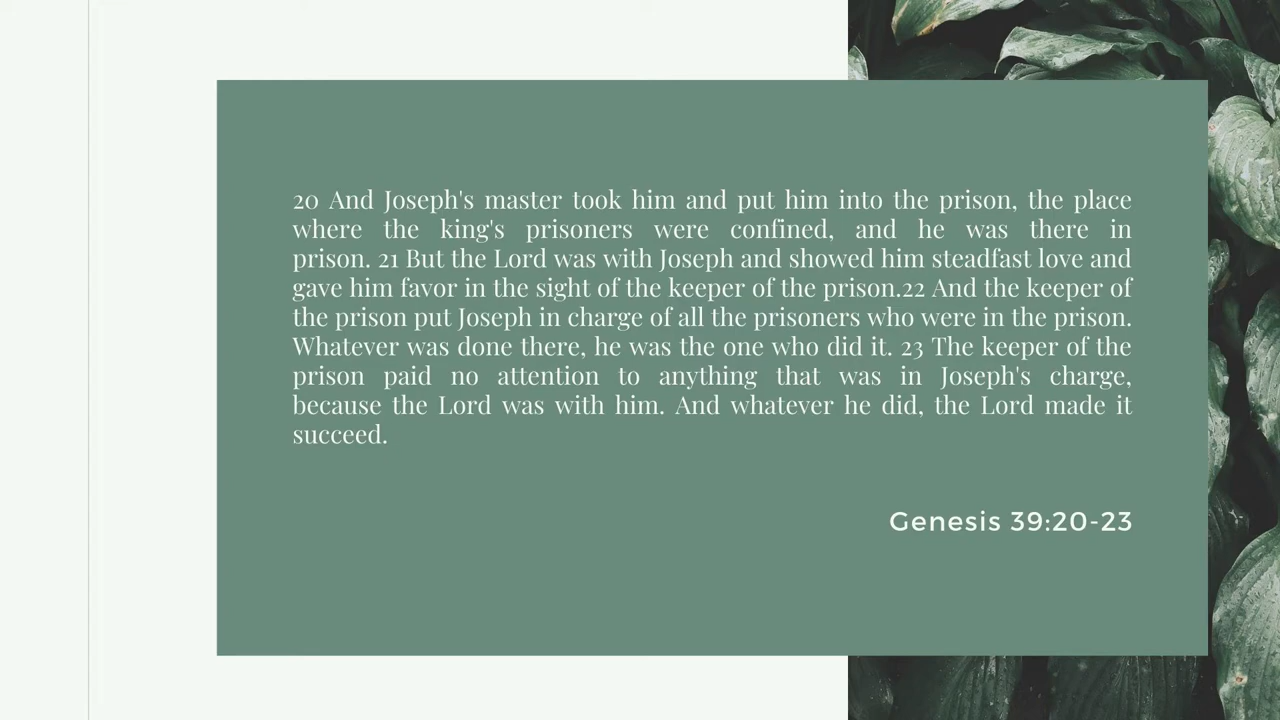 20 And Joseph's master took him and put him into the prison, the place
where the king's prisoners were confined, and he was there in
prison. 21 But the Lord was with Joseph and showed him steadfast love and
gave him favor in the sight of the keeper of the prison.22 And the keeper of
the prison put Joseph in charge of all the prisoners who were in the prison.
Whatever was done there, he was the one who did it. 23 The keeper of the
prison paid no attention to anything that was in Joseph's charge,
because the Lord was with him. And whatever he did, the Lord made it
succeed.
Genesis 39:20-23